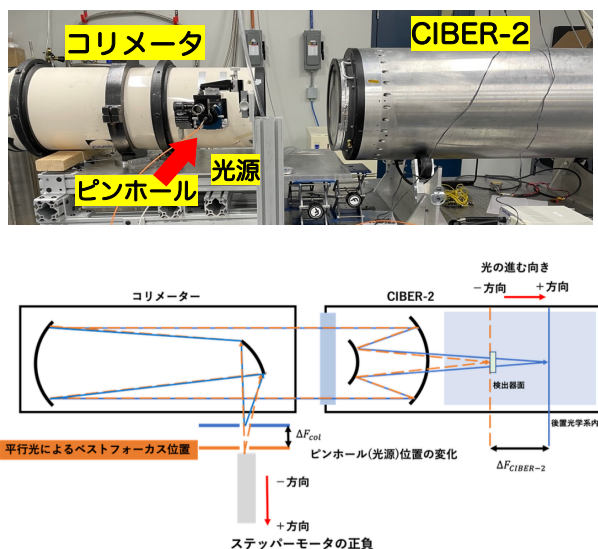 コリメータ
CIBER-2
光源
ピンホール
光の進む向き
－方向 ＋方向
コリメーター
CIBER-2
検出器面
後置光学系内
ΔF_col
平行光によるベストフォーカス位置
ピンホール(光源)位置の変化
ΔF_CIBER−2
－方向
＋方向
ステッパーモータの正負